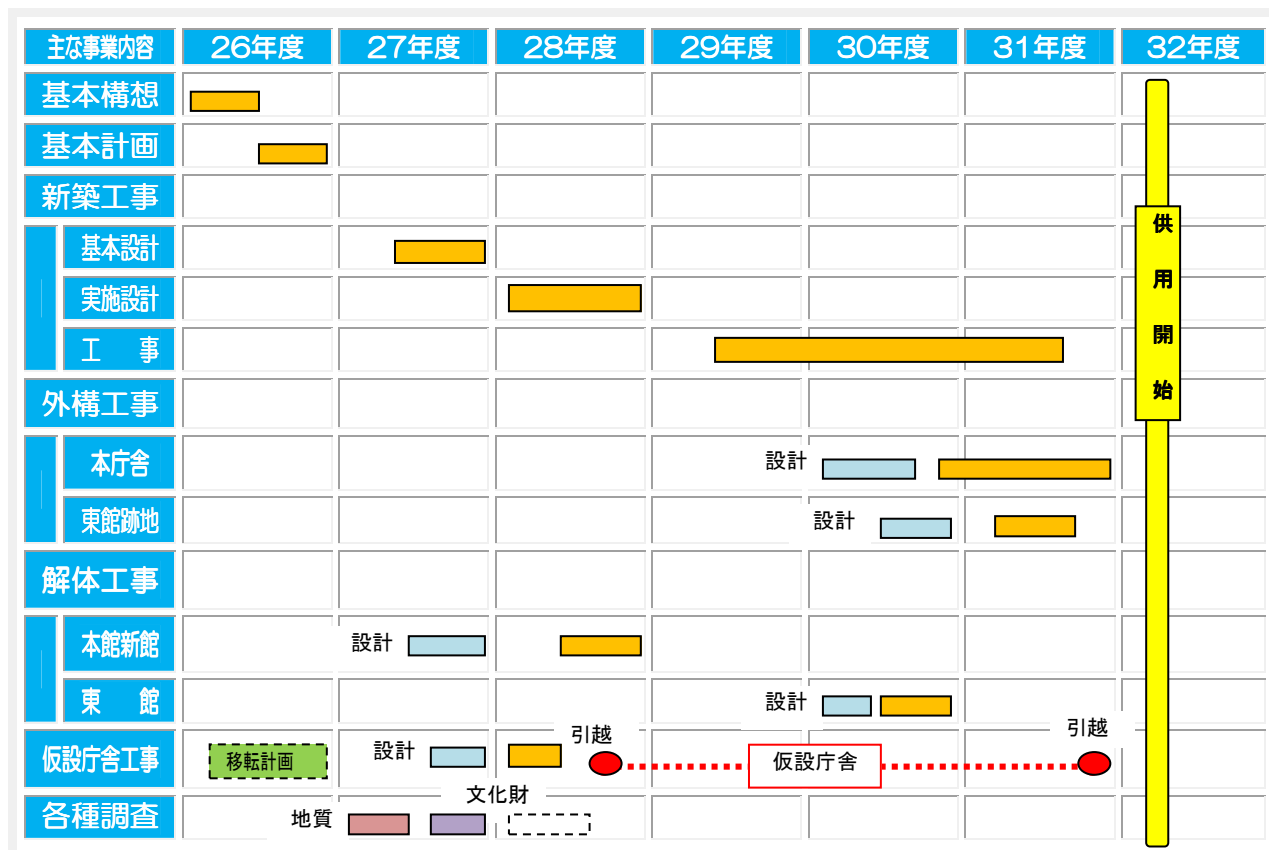 主な事業内容 26年度 27年度 28年度 29年度 30年度 31年度 32年度
基本構想
基本計画
新築工事
基本設計
実施設計
工　事
供用開始
外構工事
本庁舎 設計
東館跡地 設計
解体工事
本館新館 設計
東　館 設計
仮設庁舎工事 移転計画 設計 引越 仮設庁舎 引越
各種調査 地質 文化財